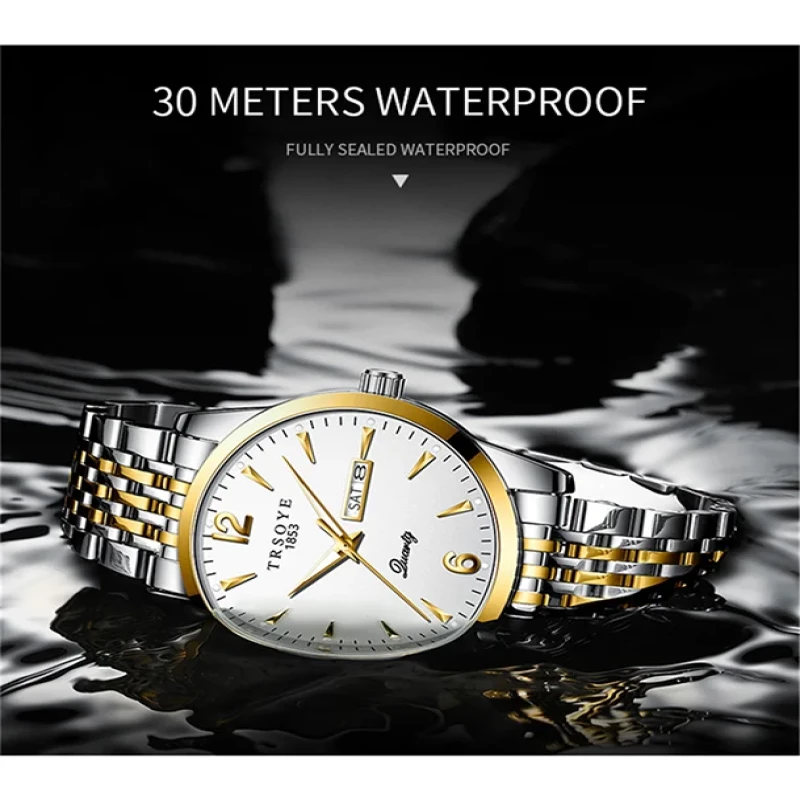 30 METERS WATERPROOF
FULLY SEALED WATERPROOF
12
TRSOYE
1853
SAT 8
Quartz
6